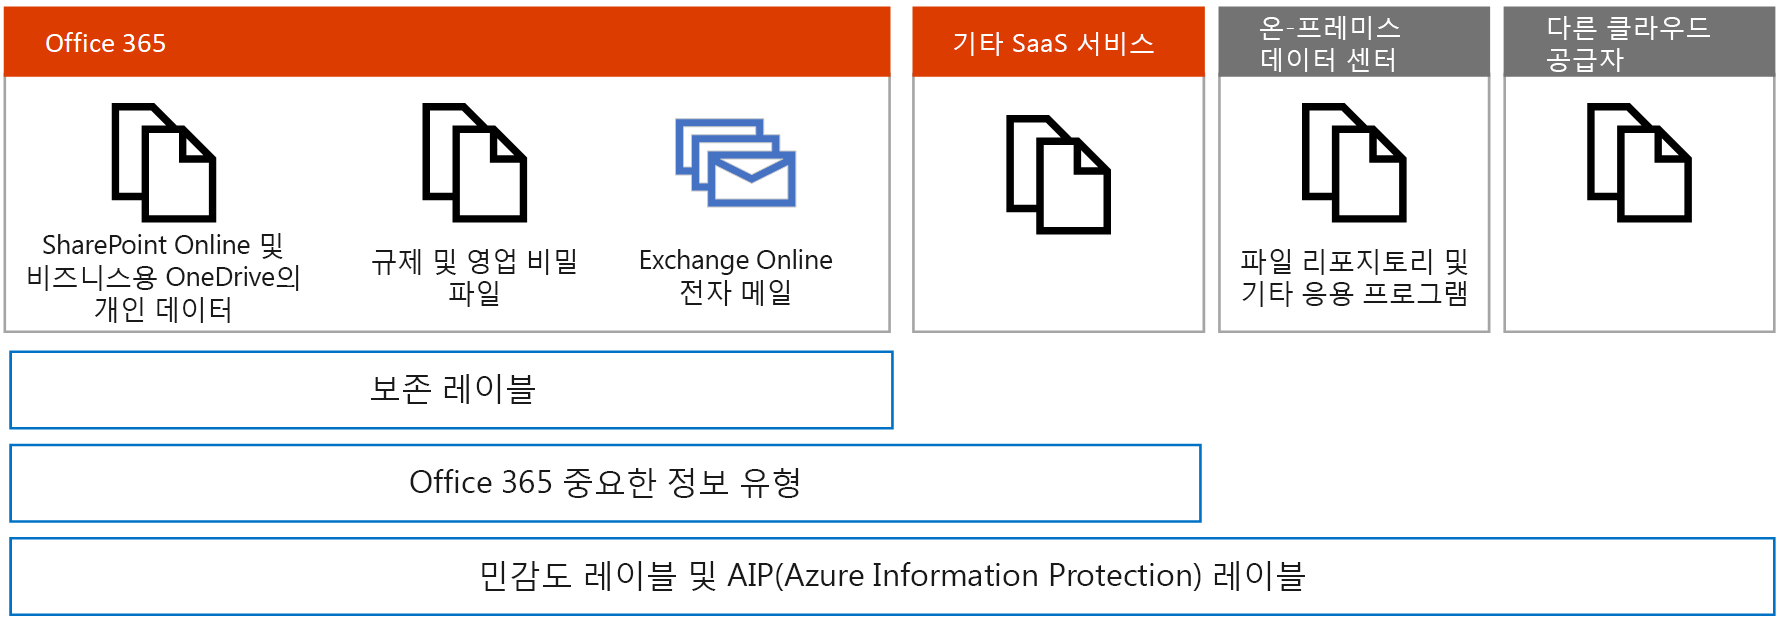 Office 365
기타 SaaS 서비스
온-프레미스
데이터 센터
다른 클라우드
공급자
SharePoint Online 및
비즈니스용 OneDrive의
개인 데이터
규제 및 영업 비밀
파일
Exchange Online
전자 메일
파일 리포지토리 및
기타 응용 프로그램
보존 레이블
Office 365 중요한 정보 유형
민감도 레이블 및 AIP(Azure Information Protection) 레이블